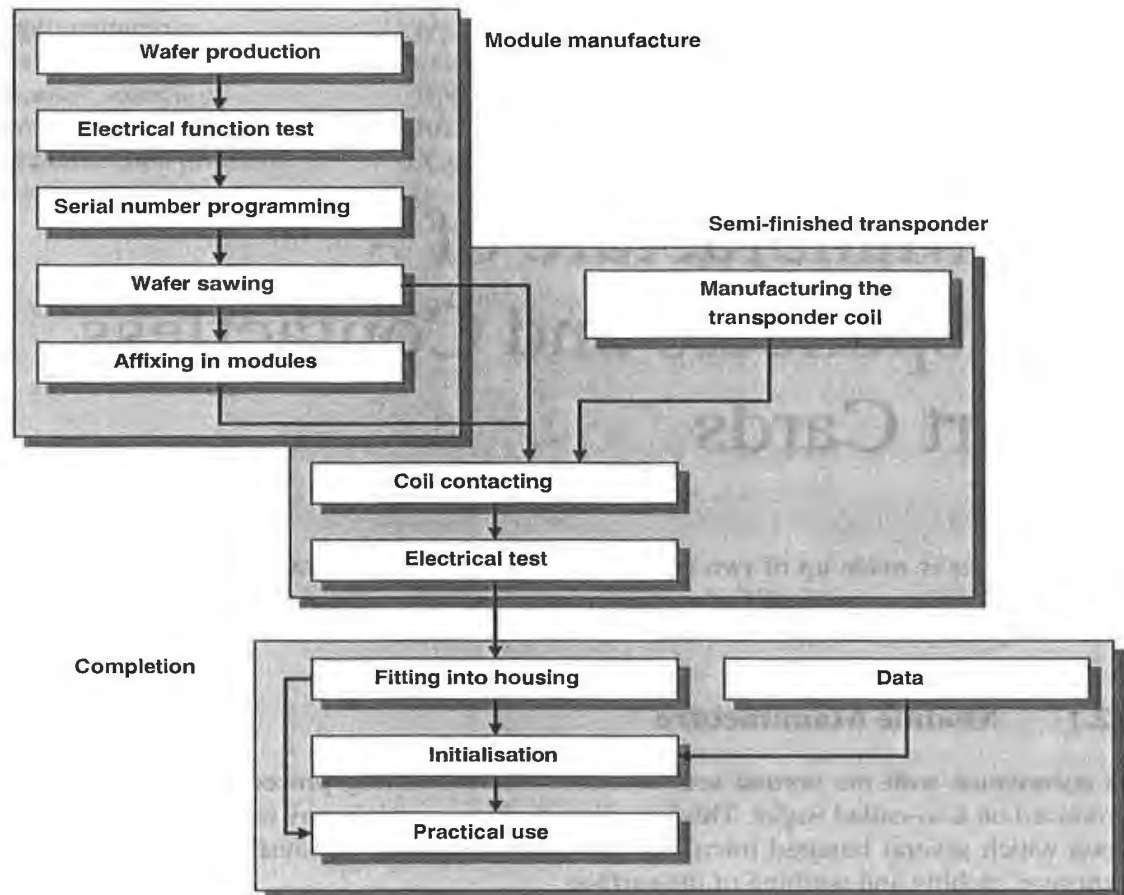 Module manufacture
Wafer production
Electrical function test
Serial number programming
Wafer sawing
Affixing in modules
Semi-finished transponder
Manufacturing the
transponder coil
Coil contacting
Electrical test
Completion
Fitting into housing
Data
Initialisation
Practical use